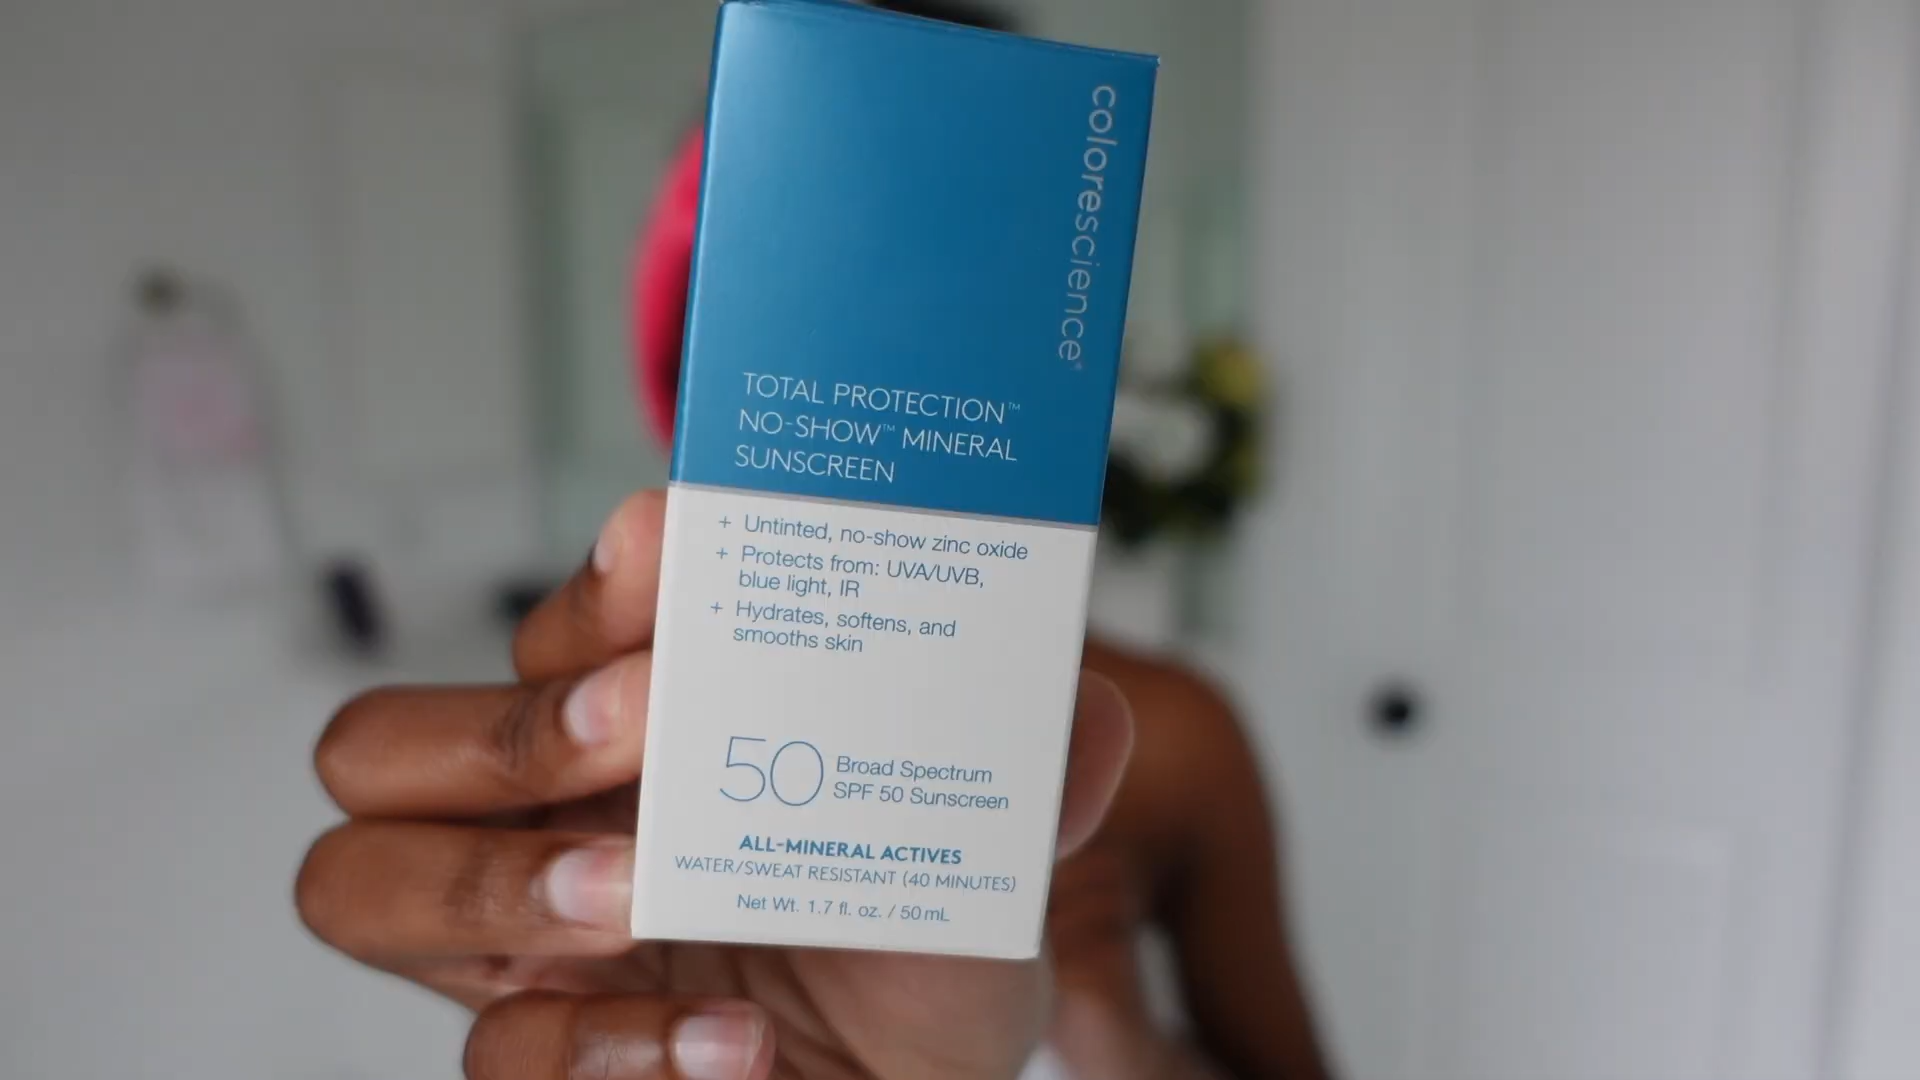 colorescience®
TOTAL PROTECTION™
NO-SHOW™ MINERAL
SUNSCREEN
+ Untinted, no-show zinc oxide
+ Protects from: UVA/UVB,
blue light, IR
+ Hydrates, softens, and
smooths skin
50
Broad Spectrum
SPF 50 Sunscreen
ALL-MINERAL ACTIVES
WATER/SWEAT RESISTANT (40 MINUTES)
Net Wt. 1.7 fl. oz. / 50 mL